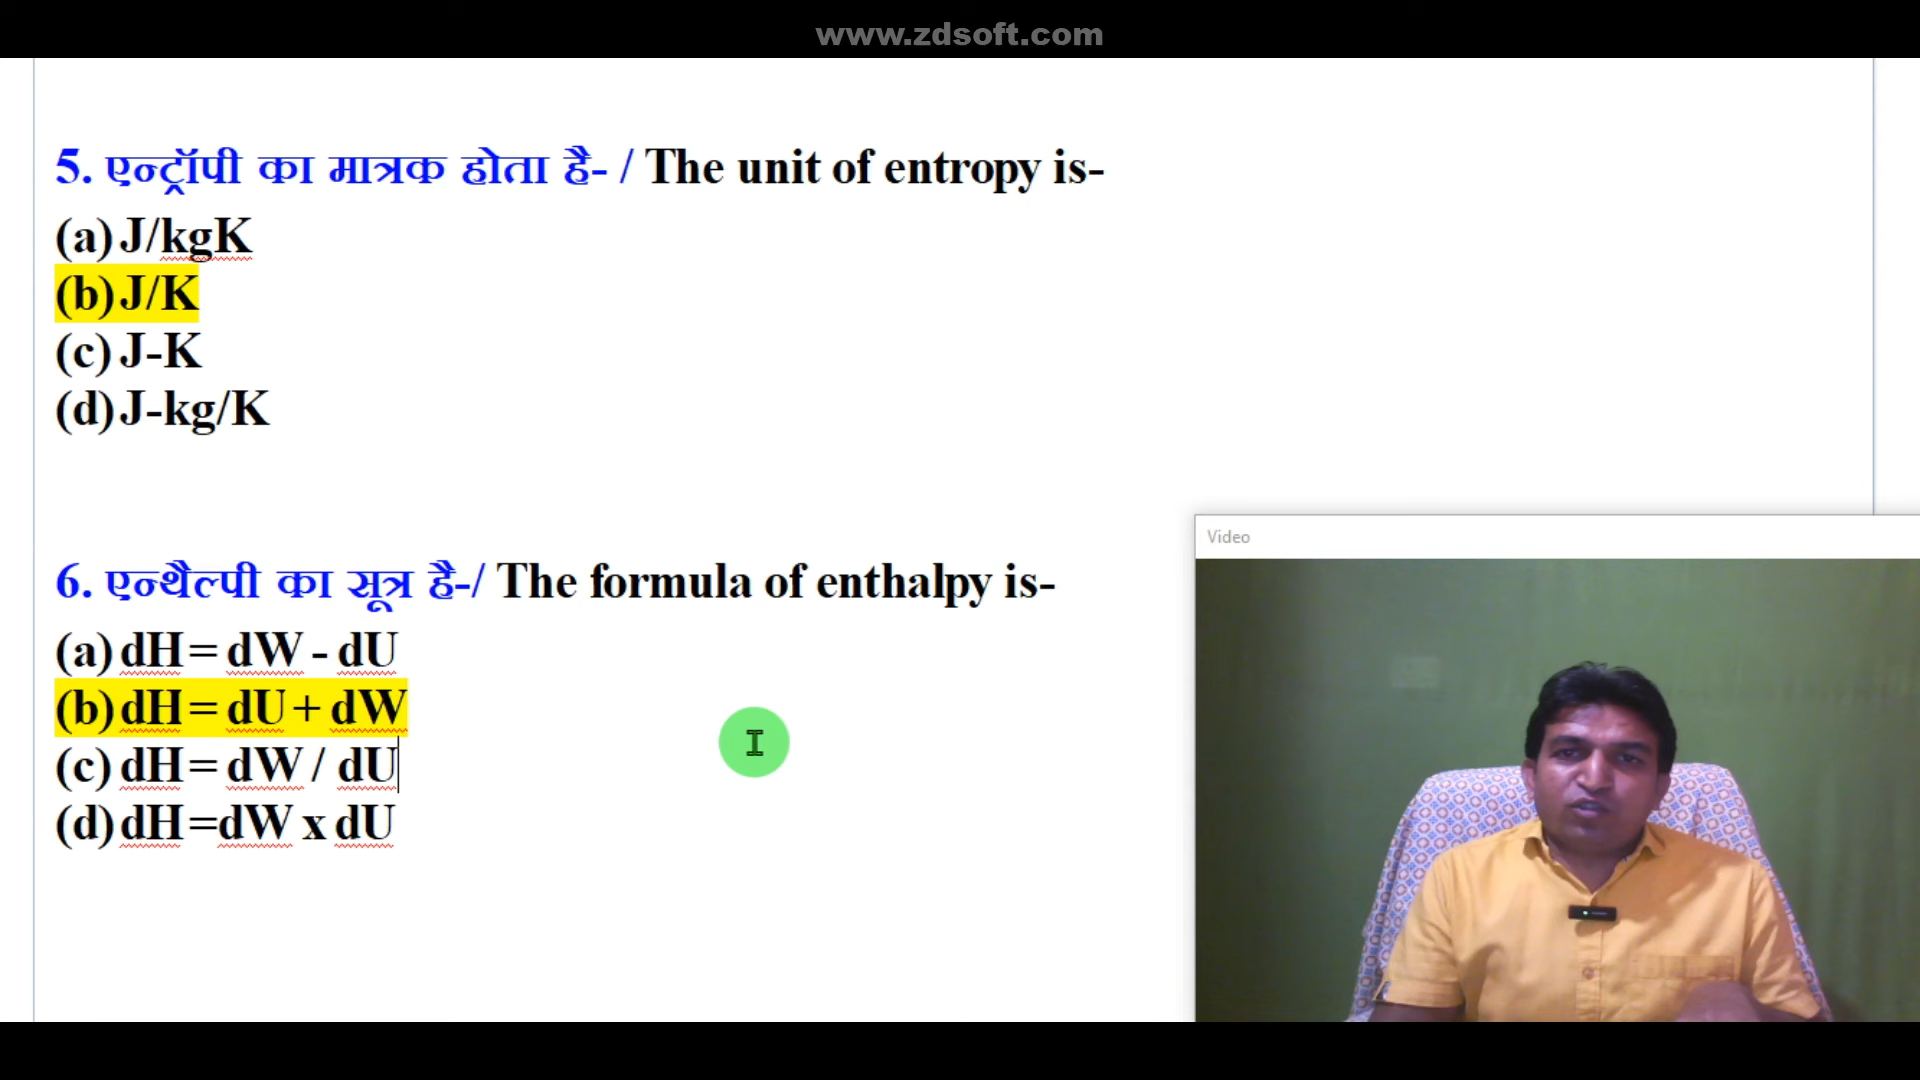 www.zdsoft.com
5. एन्ट्रॉपी का मात्रक होता है- / The unit of entropy is-
(a) J/kgK
(b) J/K
(c) J-K
(d) J-kg/K
6. एन्थैल्पी का सूत्र है-/ The formula of enthalpy is-
(a) dH = dW - dU
(b) dH = dU + dW
(c) dH = dW / dU
(d) dH =dW x dU
Video